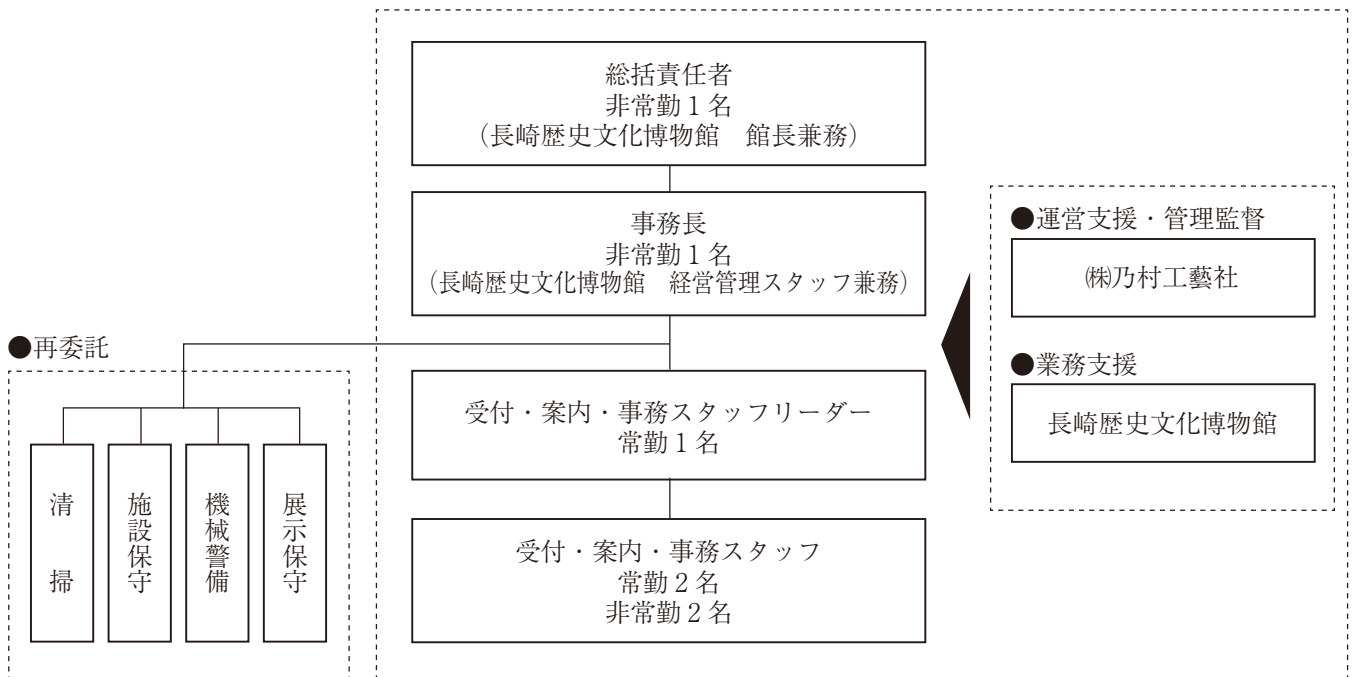 総括責任者
非常勤1名
（長崎歴史文化博物館　館長兼務）
事務長
非常勤1名
（長崎歴史文化博物館　経営管理スタッフ兼務）
●運営支援・管理監督
㈱乃村工藝社
●業務支援
長崎歴史文化博物館
受付・案内・事務スタッフリーダー
常勤1名
受付・案内・事務スタッフ
常勤2名
非常勤2名
●再委託
清掃
施設保守
機械警備
展示保守